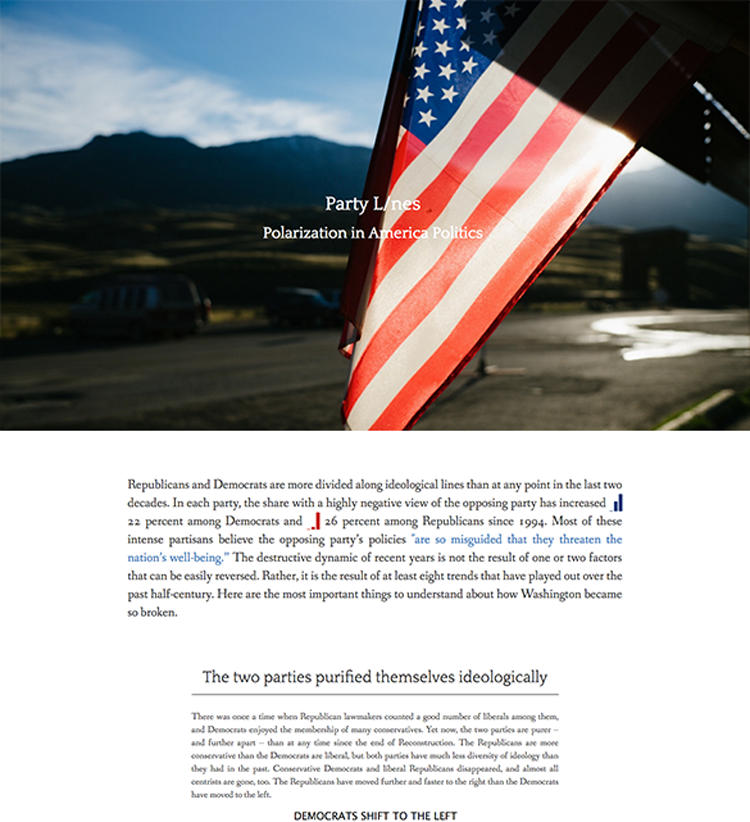 Party L/nes
Polarization in America Politics
Republicans and Democrats are more divided along ideological lines than at any point in the last two
decades. In each party, the share with a highly negative view of the opposing party has increased
22 percent among Democrats and 26 percent among Republicans since 1994. Most of these
intense partisans believe the opposing party's policies "are so misguided that they threaten the
nation's well-being." The destructive dynamic of recent years is not the result of one or two factors
that can be easily reversed. Rather, it is the result of at least eight trends that have played out over the
past half-century. Here are the most important things to understand about how Washington became
so broken.
The two parties purified themselves ideologically
There was once a time when Republican lawmakers counted a good number of liberals among them,
and Democrats enjoyed the membership of many conservatives. Yet now, the two parties are purer –
and further apart – than at any time since the end of Reconstruction. The Republicans are more
conservative than the Democrats are liberal, but both parties have much less diversity of ideology than
they had in the past. Conservative Democrats and liberal Republicans disappeared, and almost all
centrists are gone, too. The Republicans have moved further and faster to the right than the Democrats
have moved to the left.
DEMOCRATS SHIFT TO THE LEFT